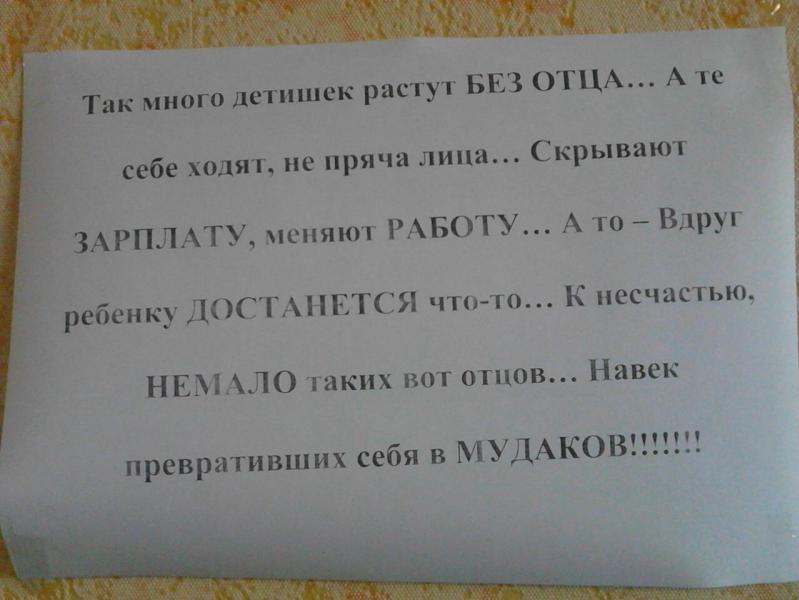 Так много детишек растут БЕЗ ОТЦА... А те
себе ходят, не пряча лица... Скрывают
ЗАРПЛАТУ, меняют РАБОТУ... А то – Вдруг
ребенку ДОСТАНЕТСЯ что-то... К несчастью,
НЕМАЛО таких вот отцов... Навек
превративших себя в МУДАКОВ!!!!!!!